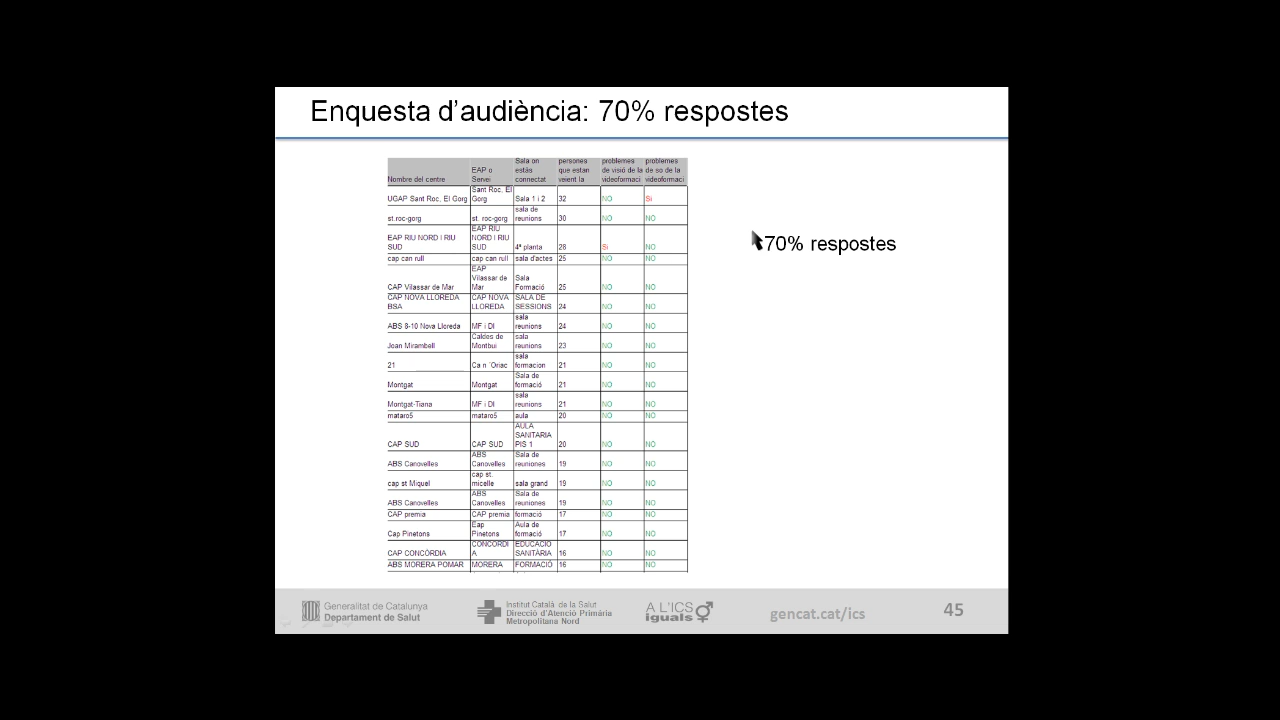 Enquesta d'audiència: 70% respostes
Nombre del centre | EAP o Servei | Sala on estàs connectat | persones que estan veient la | problemes de visió de la videoformaci | problemes de so de la videoformaci
UGAP Sant Roc, El Gorg | Sant Roc, El Gorg | Sala 1 i 2 | 32 | NO | Si
st.roc-gorg | st. roc-gorg | sala de reunions | 30 | NO | NO
EAP RIU NORD I RIU SUD | EAP RIU NORD I RIU SUD | 4ª planta | 28 | Si | NO
cap can rull | cap can rull | sala d'actes | 25 | NO | NO
CAP Vilassar de Mar | EAP Vilassar de Mar | Sala Formació | 25 | NO | NO
CAP NOVA LLOREDA BSA | CAP NOVA LLOREDA | SALA DE SESSIONS | 24 | NO | NO
ABS 8-10 Nova Lloreda | MF i DI | sala reunions | 24 | NO | NO
Joan Mirambell | Caldes de Montbui | sala reunions | 23 | NO | NO
21 | Ca n ´Oriac | sala formacion | 21 | NO | NO
Montgat | Montgat | Sala de formació | 21 | NO | NO
Montgat-Tiana | MF i DI | sala reunions | 21 | NO | NO
mataro5 | mataro5 | aula | 20 | NO | NO
CAP SUD | CAP SUD | AULA SANITARIA PIS 1 | 20 | NO | NO
ABS Canovelles | ABS Canovelles | Sala de reuniones | 19 | NO | NO
cap st Miquel | cap st. micelle | sala grand | 19 | NO | NO
ABS Canovelles | ABS Canovelles | Sala de reuniones | 19 | NO | NO
CAP premia | CAP premia | formació | 17 | NO | NO
Cap Pinetons | Eap Pinetons | Aula de formació | 17 | NO | NO
CAP CONCÒRDIA | CONCORDI A | EDUCACIO SANITÀRIA | 16 | NO | NO
ABS MORERA POMAR | MORERA | FORMACIÓ | 16 | NO | NO
70% respostes
Generalitat de Catalunya
Departament de Salut
Institut Català de la Salut
Direcció d'Atenció Primària
Metropolitana Nord
A L'ICS
iguals
gencat.cat/ics
45